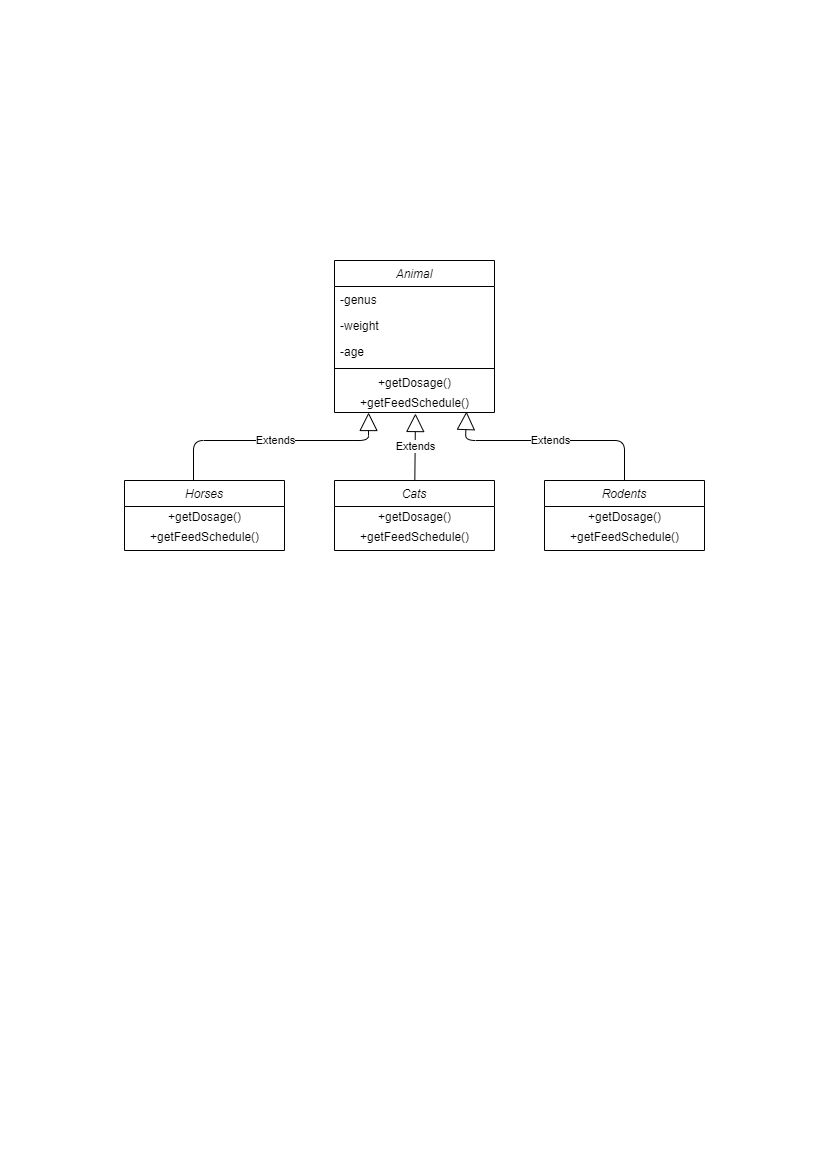 Animal
-genus
-weight
-age
+getDosage()
+getFeedSchedule()
Extends
Extends
Extends
Horses
+getDosage()
+getFeedSchedule()
Cats
+getDosage()
+getFeedSchedule()
Rodents
+getDosage()
+getFeedSchedule()